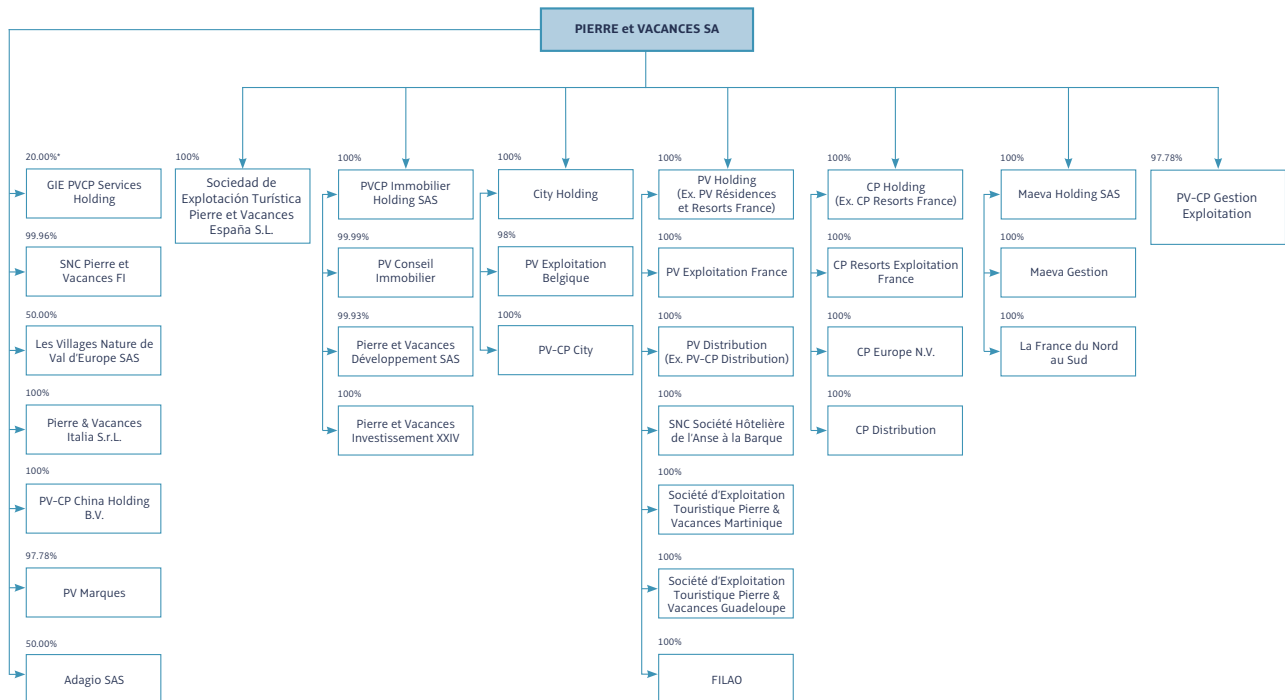 PIERRE et VACANCES SA
20.00%*
GIE PVCP Services
Holding
99.96%
SNC Pierre et
Vacances FI
50.00%
Les Villages Nature de
Val d'Europe SAS
100%
Pierre & Vacances
Italia S.r.L.
100%
PV-CP China Holding
B.V.
97.78%
PV Marques
50.00%
Adagio SAS
100%
Sociedad de
Explotación Turística
Pierre et Vacances
España S.L.
100%
PVCP Immobilier
Holding SAS
99.99%
PV Conseil
Immobilier
99.93%
Pierre et Vacances
Développement SAS
100%
Pierre et Vacances
Investissement XXIV
100%
City Holding
98%
PV Exploitation
Belgique
100%
PV-CP City
100%
PV Holding
(Ex. PV Résidences
et Resorts France)
100%
PV Exploitation France
100%
PV Distribution
(Ex. PV-CP Distribution)
100%
SNC Société Hôtelière
de l'Anse à la Barque
100%
Société d'Exploitation
Touristique Pierre &
Vacances Martinique
100%
Société d'Exploitation
Touristique Pierre &
Vacances Guadeloupe
100%
FILAO
100%
CP Holding
(Ex. CP Resorts France)
100%
CP Resorts Exploitation
France
100%
CP Europe N.V.
100%
CP Distribution
100%
Maeva Holding SAS
100%
Maeva Gestion
100%
La France du Nord
au Sud
97.78%
PV-CP Gestion
Exploitation